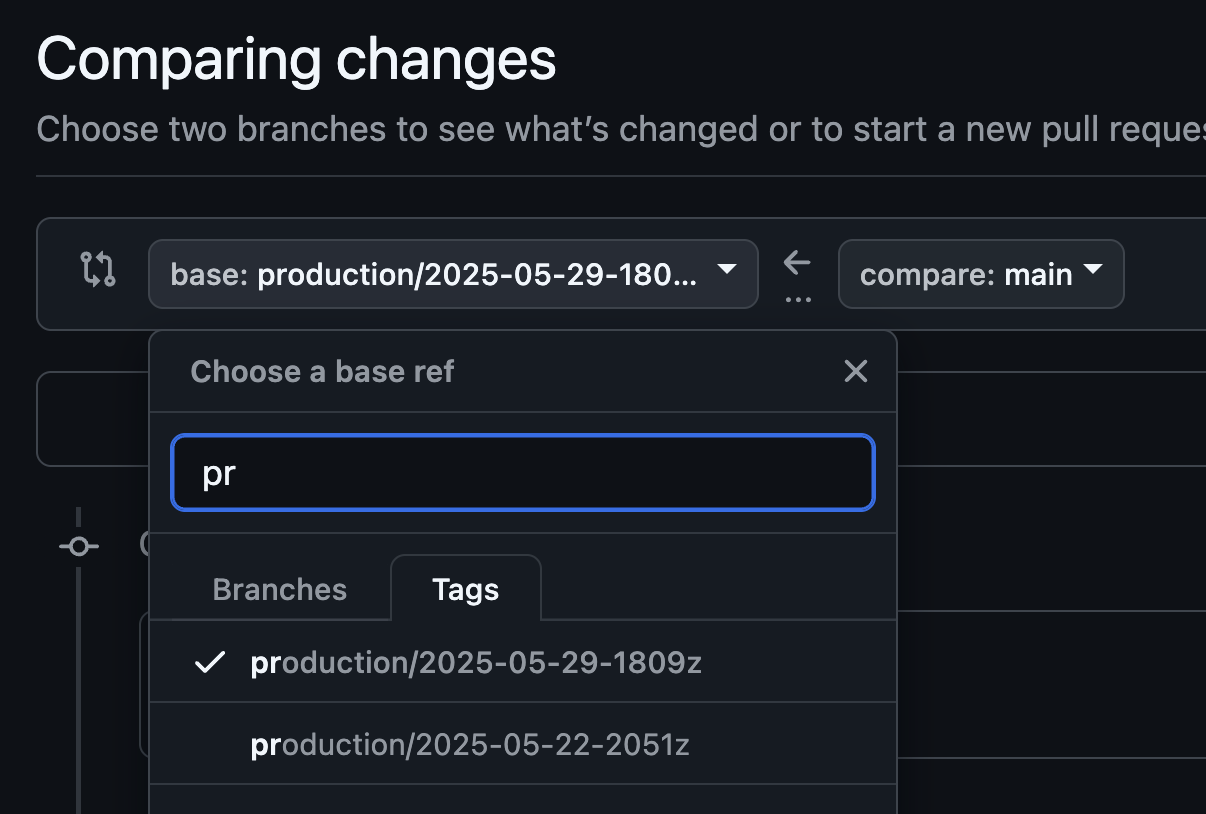 Comparing changes
Choose two branches to see what's changed or to start a new pull
base: production/2025-05-29-180...
compare: main
Choose a base ref
pr
Branches
Tags
production/2025-05-29-1809z
production/2025-05-22-2051z